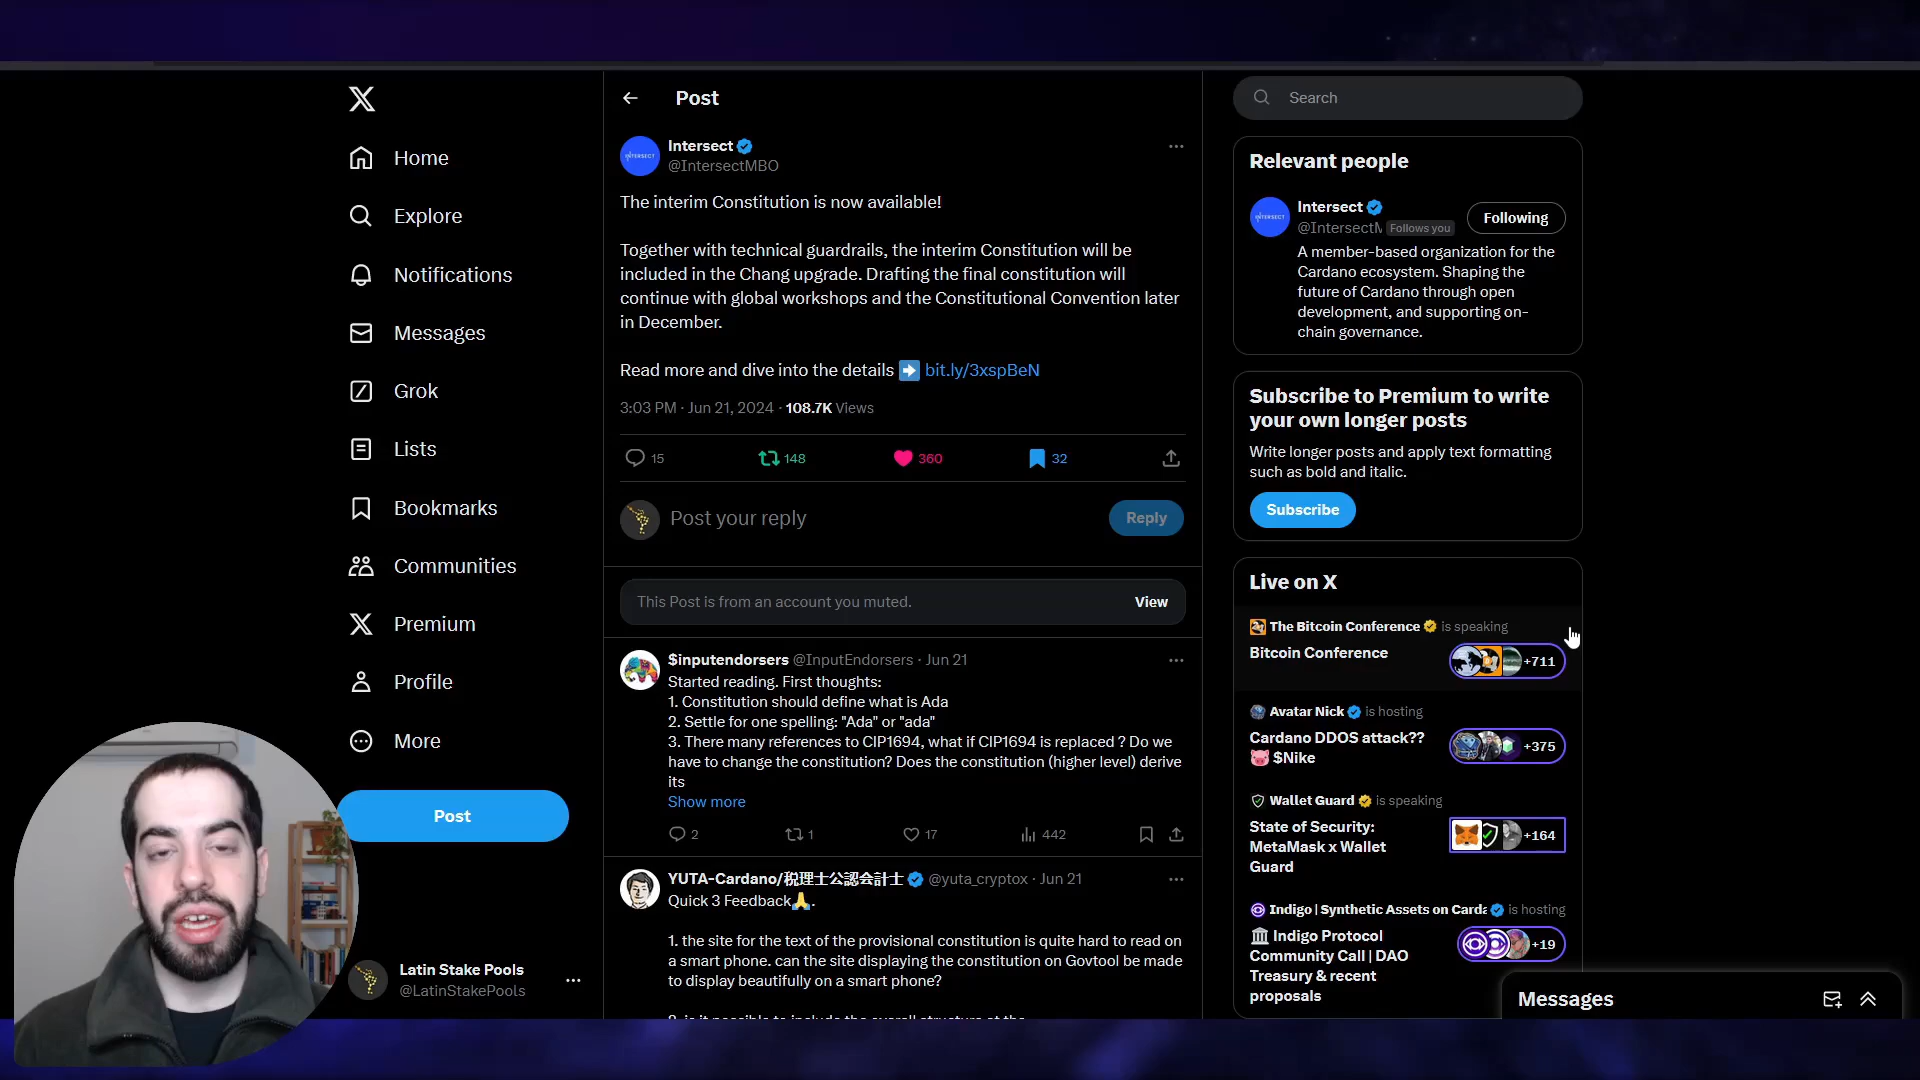 Home
Explore
Notifications
Messages
Grok
Lists
Bookmarks
Communities
Premium
Profile
More
Post
Latin Stake Pools
@LatinStakePools
Post
Intersect
@IntersectMBO
The interim Constitution is now available!
Together with technical guardrails, the interim Constitution will be
included in the Chang upgrade. Drafting the final constitution will
continue with global workshops and the Constitutional Convention later
in December.
Read more and dive into the details ➡️ bit.ly/3xspBeN
3:03 PM · Jun 21, 2024 · 108.7K Views
15 148 360 32
Post your reply
Reply
This Post is from an account you muted.
View
$inputendorsers @InputEndorsers · Jun 21
Started reading. First thoughts:
1. Constitution should define what is Ada
2. Settle for one spelling: "Ada" or "ada"
3. There many references to CIP1694, what if CIP1694 is replaced ? Do we
have to change the constitution? Does the constitution (higher level) derive
its
Show more
2 1 17 442
YUTA-Cardano/税理士公認会計士 @yuta_cryptox · Jun 21
Quick 3 Feedback🙏.
1. the site for the text of the provisional constitution is quite hard to read on
a smart phone. can the site displaying the constitution on Govtool be made
to display beautifully on a smart phone?
Search
Relevant people
Intersect
@IntersectM Follows you
Following
A member-based organization for the
Cardano ecosystem. Shaping the
future of Cardano through open
development, and supporting on-
chain governance.
Subscribe to Premium to write
your own longer posts
Write longer posts and apply text formatting
such as bold and italic.
Subscribe
Live on X
The Bitcoin Conference is speaking
Bitcoin Conference
+711
Avatar Nick is hosting
Cardano DDOS attack??
🐷 $Nike
+375
Wallet Guard is speaking
State of Security:
MetaMask x Wallet
Guard
+164
Indigo | Synthetic Assets on Carda is hosting
🏛️ Indigo Protocol
Community Call | DAO
Treasury & recent
proposals
+19
Messages